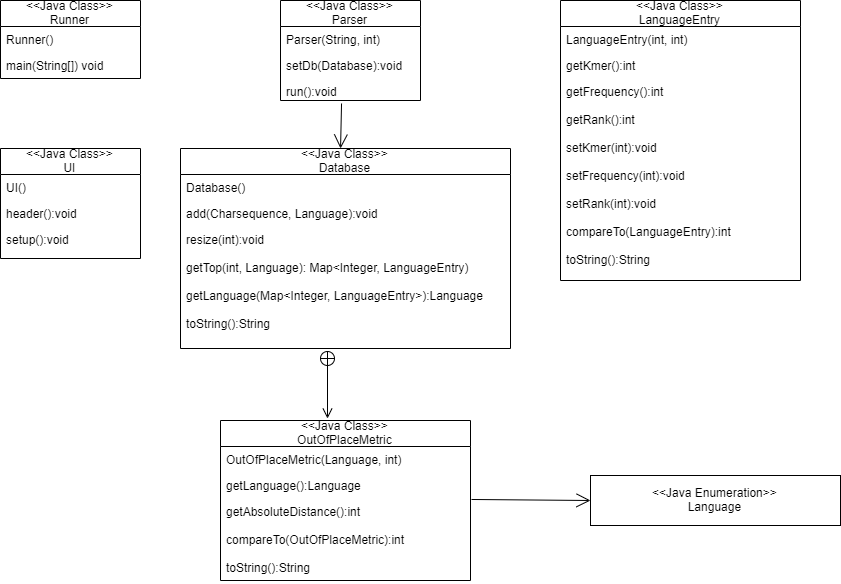 <<Java Class>>
Runner
Runner()
main(String[]) void
<<Java Class>>
Parser
Parser(String, int)
setDb(Database):void
run():void
<<Java Class>>
LanguageEntry
LanguageEntry(int, int)
getKmer():int
getFrequency():int
getRank():int
setKmer(int):void
setFrequency(int):void
setRank(int):void
compareTo(LanguageEntry):int
toString():String
<<Java Class>>
UI
UI()
header():void
setup():void
<<Java Class>>
Database
Database()
add(Charsequence, Language):void
resize(int):void
getTop(int, Language): Map<Integer, LanguageEntry)
getLanguage(Map<Integer, LanguageEntry>):Language
toString():String
<<Java Class>>
OutOfPlaceMetric
OutOfPlaceMetric(Language, int)
getLanguage():Language
getAbsoluteDistance():int
compareTo(OutOfPlaceMetric):int
toString():String
<<Java Enumeration>>
Language